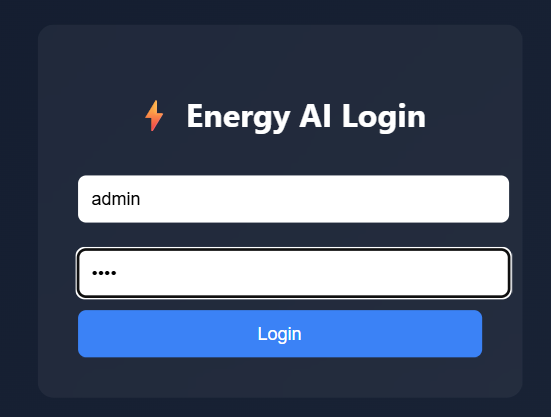 ⚡ Energy AI Login
admin
••••
Login